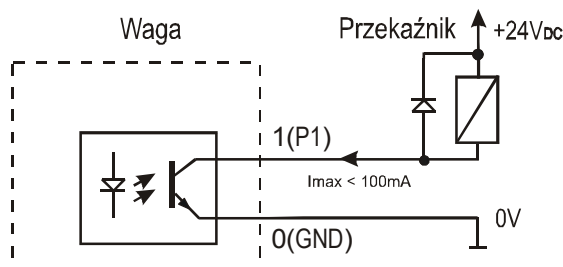 Waga
Przekaźnik
+24VDC
1(P1)
Imax < 100mA
0V
0(GND)